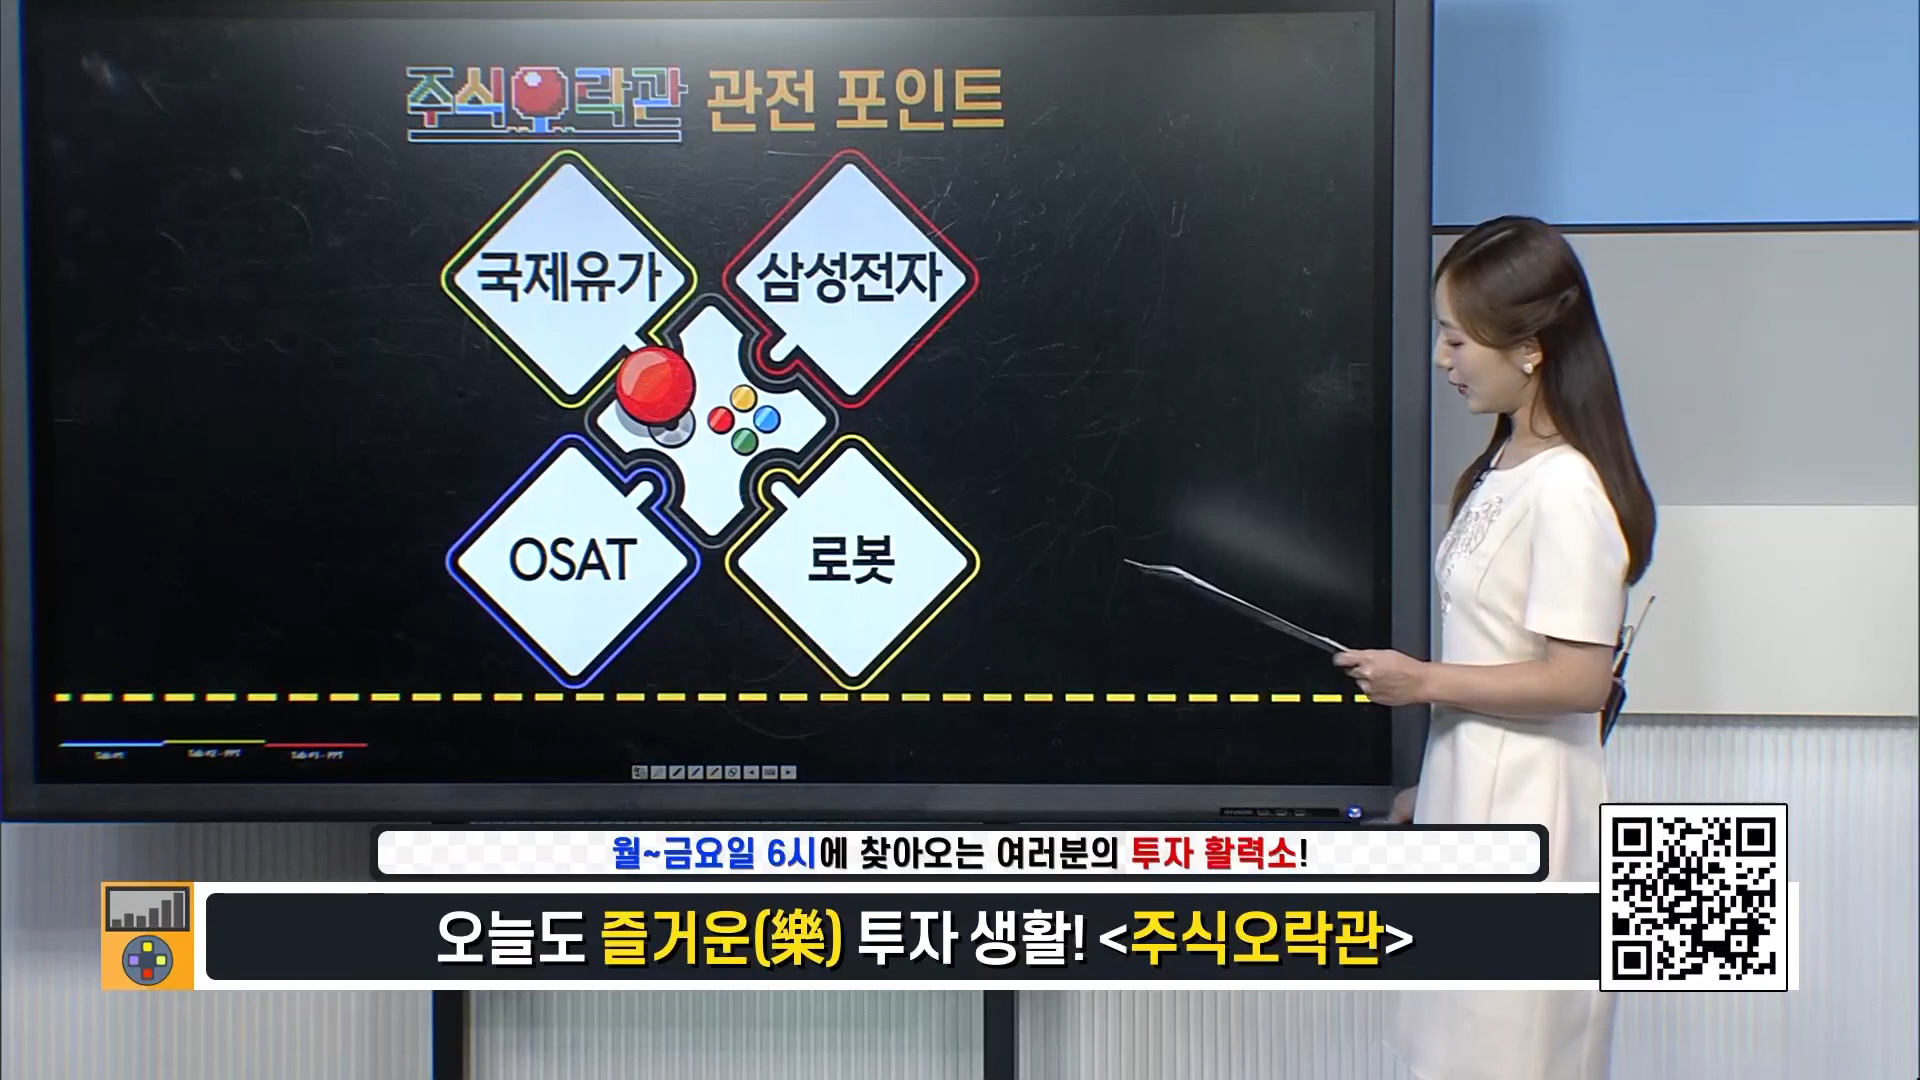 주식오락관 관전 포인트
국제유가
삼성전자
OSAT
로봇
월~금요일 6시에 찾아오는 여러분의 투자 활력소!
오늘도 즐거운(樂) 투자 생활! <주식오락관>